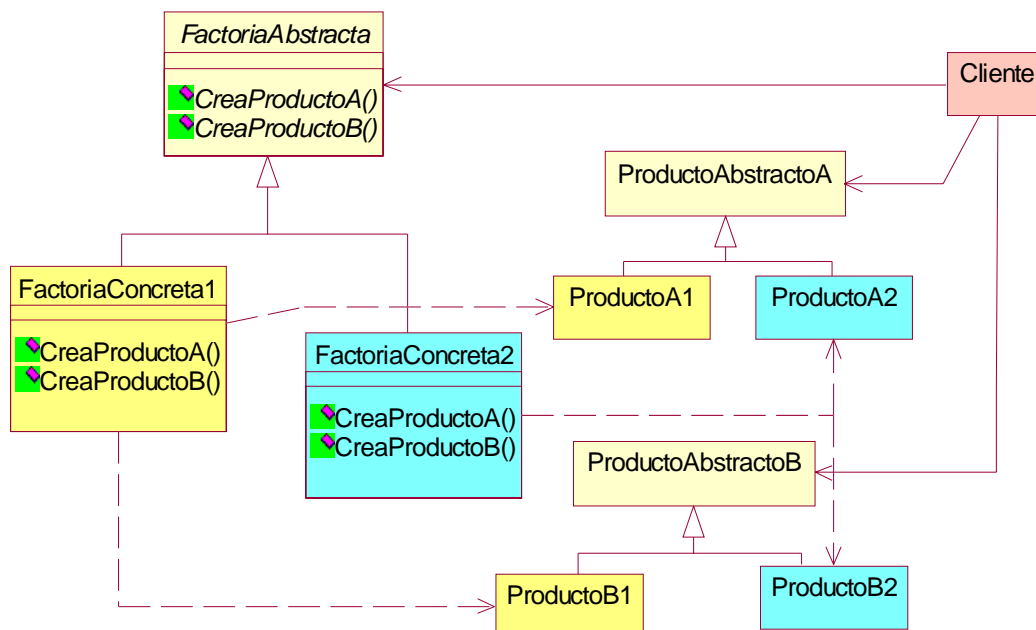 FactoriaAbstracta
CreaProductoA()
CreaProductoB()
Cliente
ProductoAbstractoA
FactoriaConcreta1
CreaProductoA()
CreaProductoB()
ProductoA1
ProductoA2
FactoriaConcreta2
CreaProductoA()
CreaProductoB()
ProductoAbstractoB
ProductoB1
ProductoB2